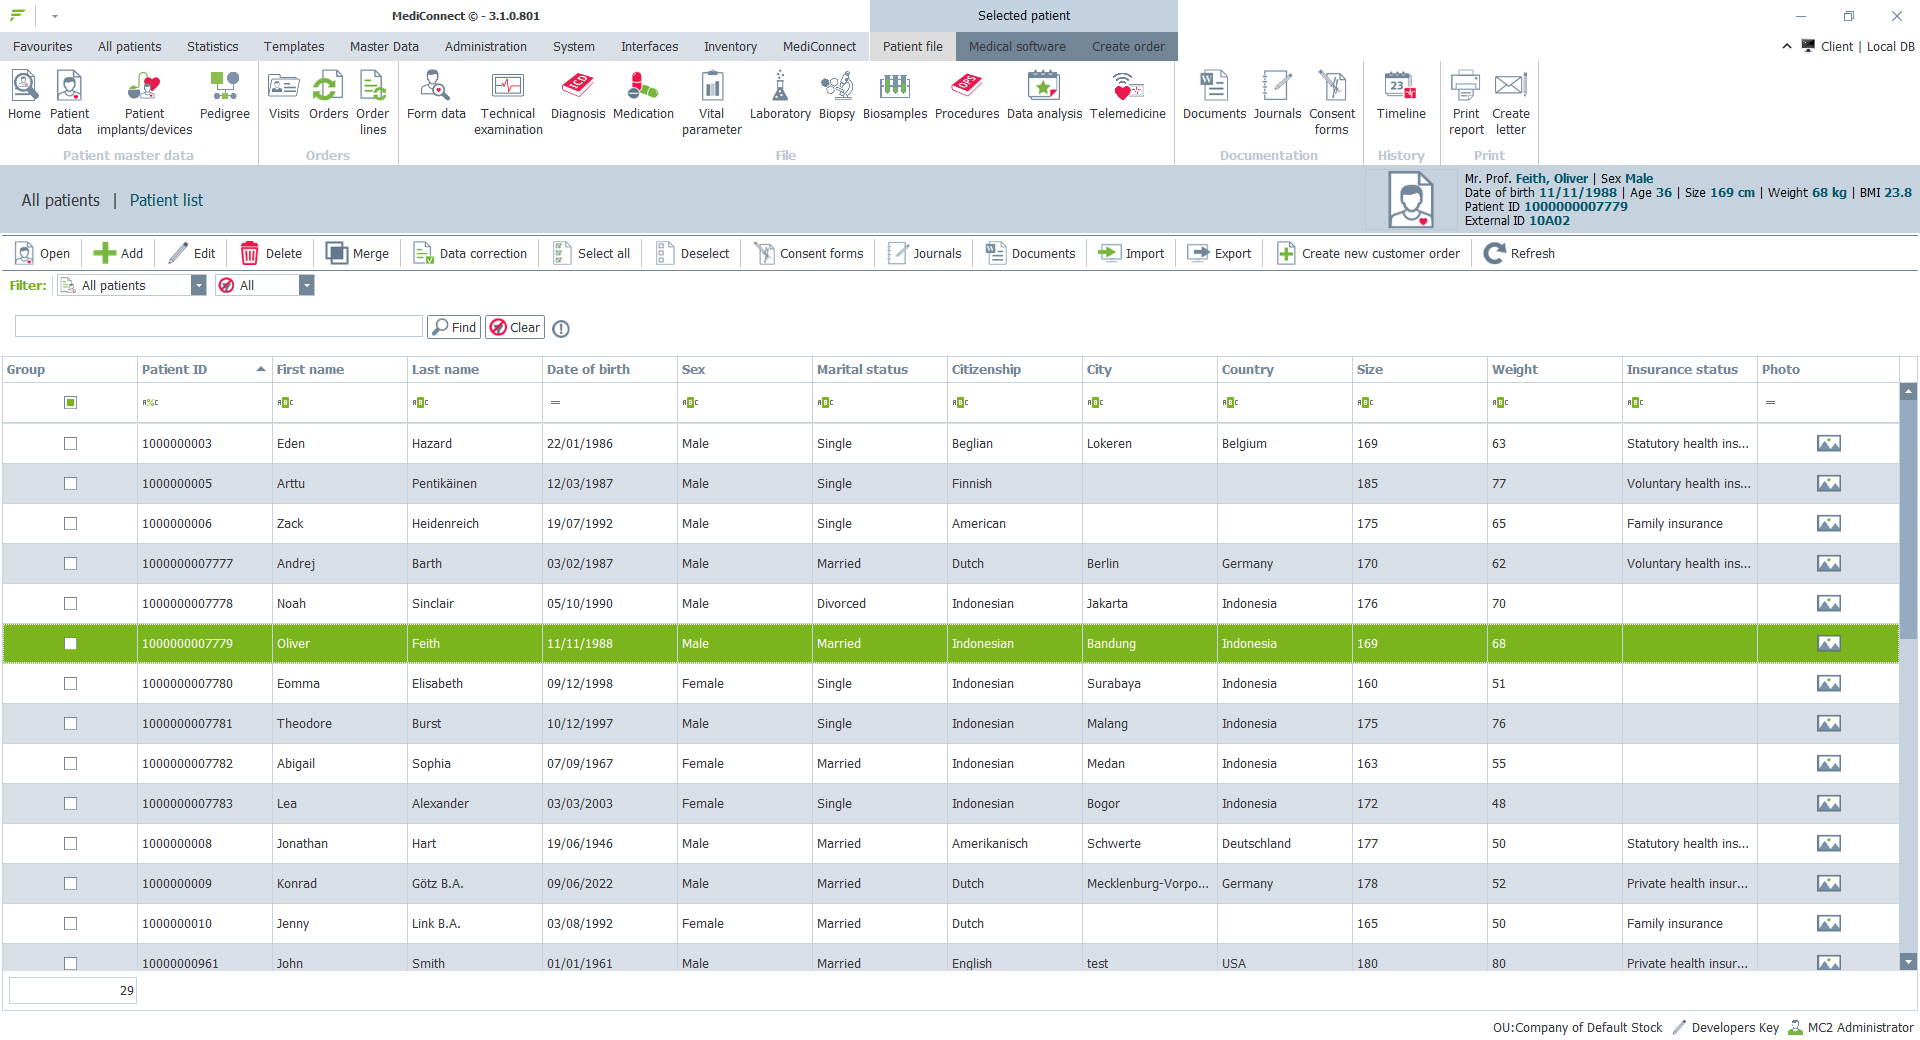 MediConnect © - 3.1.0.801
Selected patient
Favourites All patients Statistics Templates Master Data Administration System Interfaces Inventory MediConnect Patient file Medical software Create order
Client | Local DB
Home Patient data Patient implants/devices Pedigree Visits Orders Order lines Form data Technical examination Diagnosis Medication Vital parameter Laboratory Biopsy Biosamples Procedures Data analysis Telemedicine Documents Journals Consent forms Timeline Print report Create letter
Patient master data Orders File Documentation History Print
All patients | Patient list
Mr. Prof. Feith, Oliver | Sex Male
Date of birth 11/11/1988 | Age 36 | Size 169 cm | Weight 68 kg | BMI 23.8
Patient ID 1000000007779
External ID 10A02
Open Add Edit Delete Merge Data correction Select all Deselect Consent forms Journals Documents Import Export Create new customer order Refresh
Filter: All patients All
Find Clear
Group Patient ID First name Last name Date of birth Sex Marital status Citizenship City Country Size Weight Insurance status Photo
1000000003 Eden Hazard 22/01/1986 Male Single Beglian Lokeren Belgium 169 63 Statutory health ins...
1000000005 Arttu Pentikäinen 12/03/1987 Male Single Finnish 185 77 Voluntary health ins...
1000000006 Zack Heidenreich 19/07/1992 Male Single American 175 65 Family insurance
1000000007777 Andrej Barth 03/02/1987 Male Married Dutch Berlin Germany 170 62 Voluntary health ins...
1000000007778 Noah Sinclair 05/10/1990 Male Divorced Indonesian Jakarta Indonesia 176 70
1000000007779 Oliver Feith 11/11/1988 Male Married Indonesian Bandung Indonesia 169 68
1000000007780 Eomma Elisabeth 09/12/1998 Female Single Indonesian Surabaya Indonesia 160 51
1000000007781 Theodore Burst 10/12/1997 Male Single Indonesian Malang Indonesia 175 76
1000000007782 Abigail Sophia 07/09/1967 Female Married Indonesian Medan Indonesia 163 55
1000000007783 Lea Alexander 03/03/2003 Female Single Indonesian Bogor Indonesia 172 48
1000000008 Jonathan Hart 19/06/1946 Male Married Amerikanisch Schwerte Deutschland 177 50 Statutory health ins...
1000000009 Konrad Götz B.A. 09/06/2022 Male Married Dutch Mecklenburg-Vorpo... Germany 178 52 Private health insur...
1000000010 Jenny Link B.A. 03/08/1992 Female Married Dutch 165 50 Family insurance
10000000961 John Smith 01/01/1961 Male Married English test USA 180 80 Private health insur...
29
OU:Company of Default Stock Developers Key MC2 Administrator